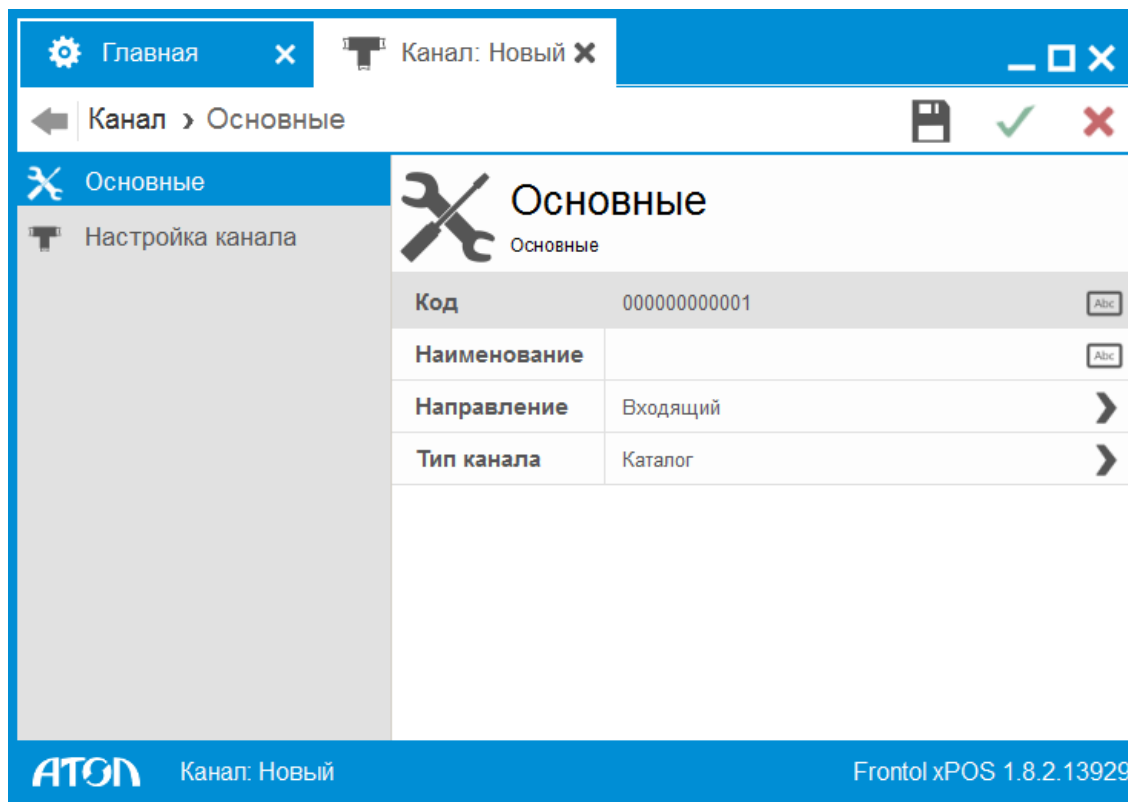 Главная
Канал: Новый
Канал › Основные
Основные
Настройка канала
Основные
Основные
Код 000000000001 Abc
Наименование Abc
Направление Входящий
Тип канала Каталог
АТОЛ Канал: Новый Frontol xPOS 1.8.2.13929